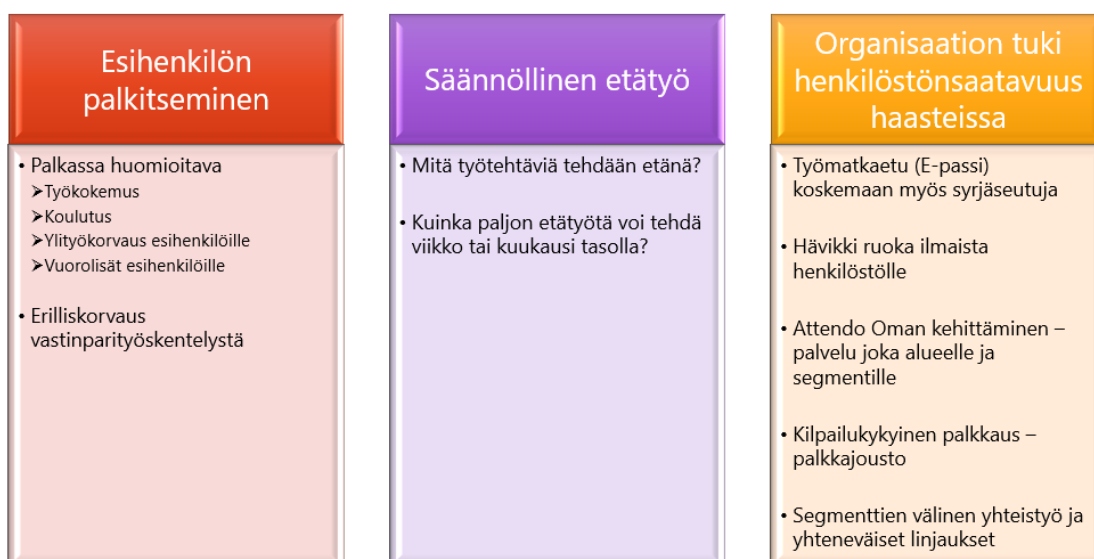 Esihenkilön
palkitseminen
• Palkassa huomioitava
➢Työkokemus
➢Koulutus
➢Ylityökorvaus esihenkilöille
➢Vuorolisät esihenkilöille
• Erilliskorvaus
vastinparityöskentelystä
Säännöllinen etätyö
• Mitä työtehtäviä tehdään etänä?
• Kuinka paljon etätyötä voi tehdä
viikko tai kuukausi tasolla?
Organisaation tuki
henkilöstönsaatavuus
haasteissa
• Työmatkaetu (E-passi)
koskemaan myös syrjäseutuja
• Hävikki ruoka ilmaista
henkilöstölle
• Attendo Oman kehittäminen –
palvelu joka alueelle ja
segmentille
• Kilpailukykyinen palkkaus –
palkkajousto
• Segmenttien välinen yhteistyö ja
yhteneväiset linjaukset